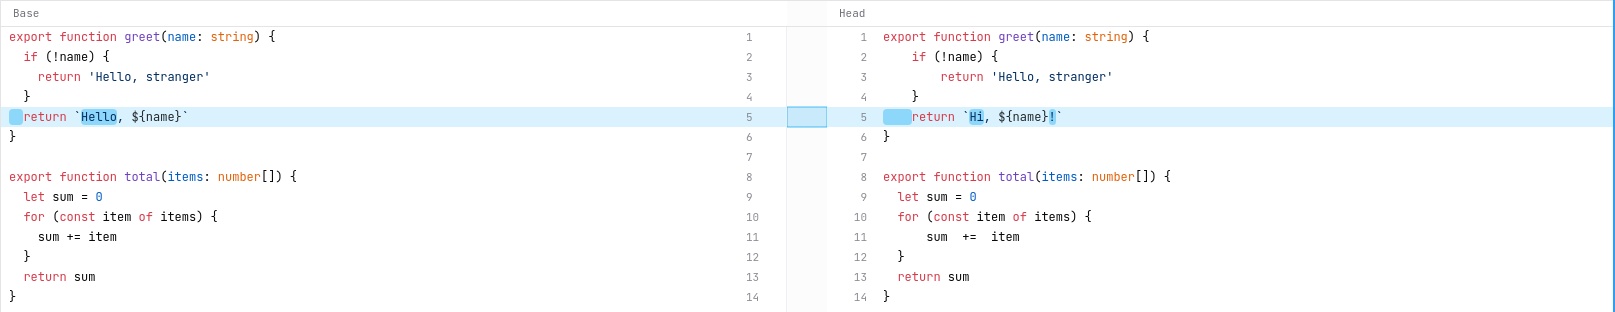 Base
export function greet(name: string) { 1
  if (!name) { 2
    return 'Hello, stranger' 3
  } 4
  return `Hello, ${name}` 5
} 6
7
export function total(items: number[]) { 8
  let sum = 0 9
  for (const item of items) { 10
    sum += item 11
  } 12
  return sum 13
} 14
Head
1 export function greet(name: string) {
2     if (!name) {
3         return 'Hello, stranger'
4     }
5     return `Hi, ${name}!`
6 }
7
8 export function total(items: number[]) {
9   let sum = 0
10   for (const item of items) {
11       sum  +=  item
12   }
13   return sum
14 }